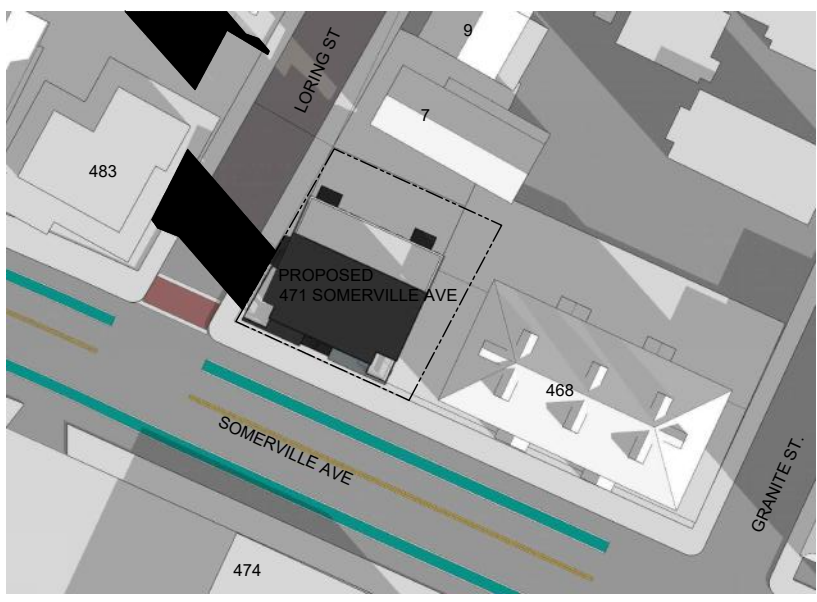 LORING ST
9
7
483
PROPOSED
471 SOMERVILLE AVE
468
SOMERVILLE AVE
GRANITE ST.
474